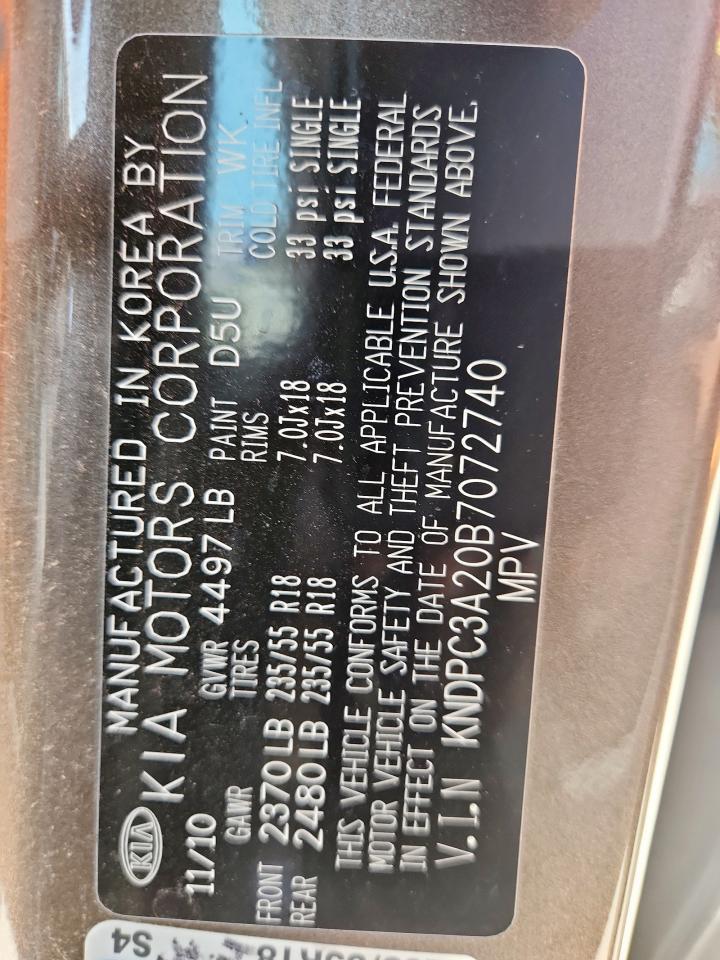 MANUFACTURED IN KOREA BY
KIA KIA MOTORS CORPORATION
11/10 GVWR 4497 LB PAINT D5U TRIM WK
GAWR TIRES RIMS COLD TIRE INFL
FRONT 2370 LB 235/55 R18 7.0Jx18 33 psi SINGLE
REAR 2480 LB 235/55 R18 7.0Jx18 33 psi SINGLE
THIS VEHICLE CONFORMS TO ALL APPLICABLE U.S.A. FEDERAL
MOTOR VEHICLE SAFETY AND THEFT PREVENTION STANDARDS
IN EFFECT ON THE DATE OF MANUFACTURE SHOWN ABOVE.
V.I.N KNDPC3A20B7072740
MPV